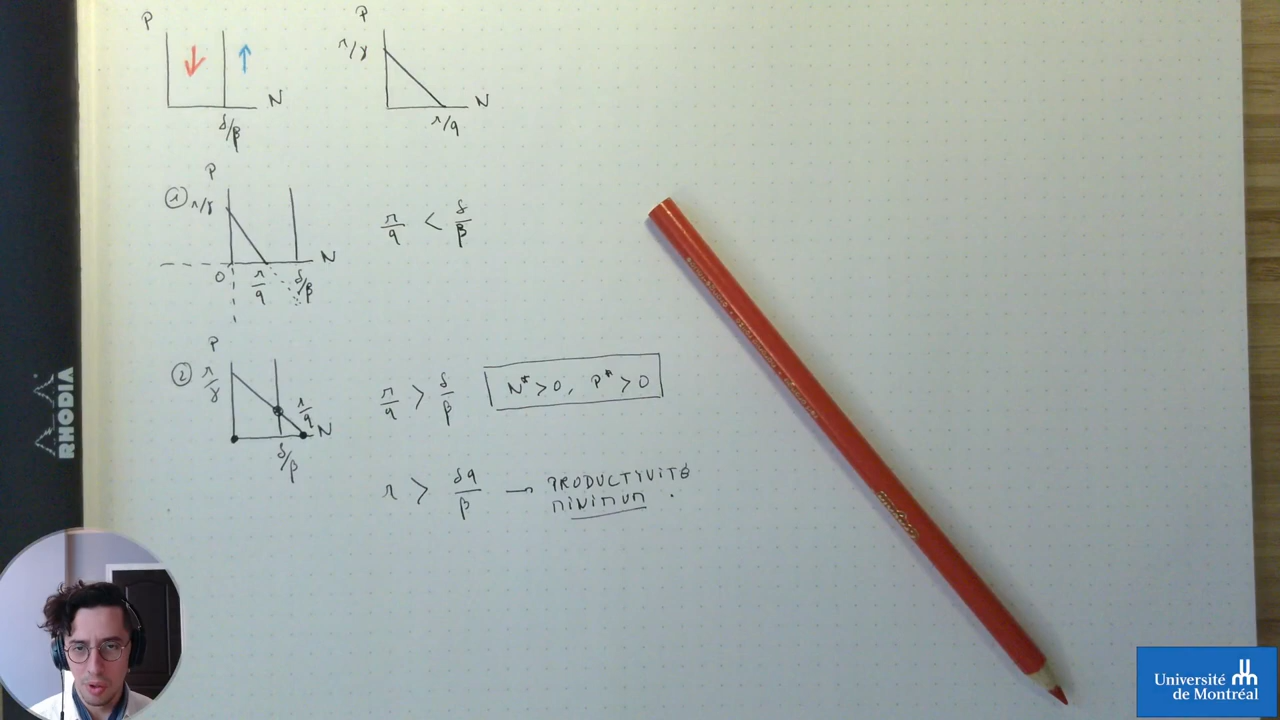 P
P
r/γ
N
N
δ/β
r/q
P
① r/γ
r/q < δ/β
N
0
r/q
δ/β
P
② r/γ
r/q > δ/β
N* > 0, P* > 0
r/q
N
δ/β
r > δq/β → PRODUCTIVITÉ
MINIMUM .
RHODIA
Université
de Montréal